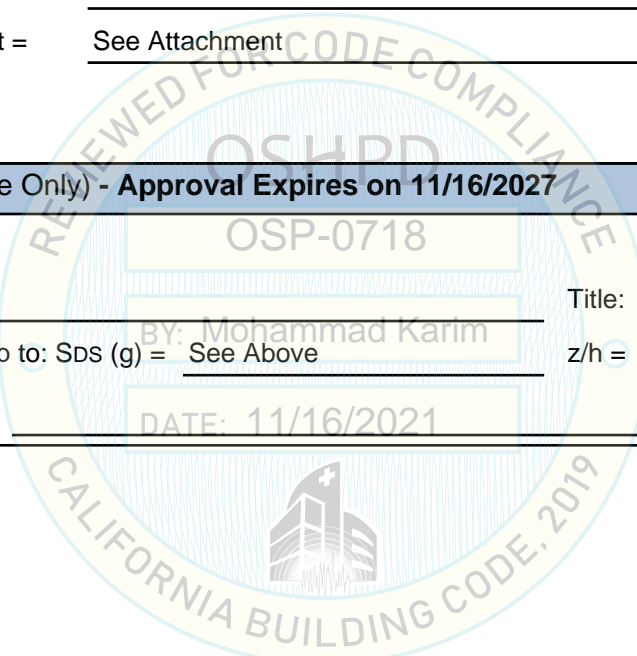 t = See Attachment
REVIEWED FOR CODE COMPLIANCE
OSHPD
e Only) - Approval Expires on 11/16/2027
OSP-0718
Title:
BY: Mohammad Karim
o to: SDS (g) = See Above z/h =
DATE: 11/16/2021
CALIFORNIA BUILDING CODE, 2019